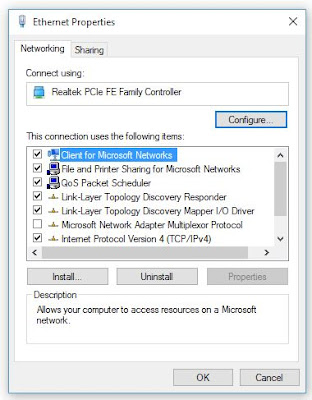 Ethernet Properties
Networking
Sharing
Connect using:
Realtek PCIe FE Family Controller
Configure...
This connection uses the following items:
Client for Microsoft Networks
File and Printer Sharing for Microsoft Networks
QoS Packet Scheduler
Link-Layer Topology Discovery Responder
Link-Layer Topology Discovery Mapper I/O Driver
Microsoft Network Adapter Multiplexor Protocol
Internet Protocol Version 4 (TCP/IPv4)
Install...
Uninstall
Properties
Description
Allows your computer to access resources on a Microsoft
network.
OK
Cancel